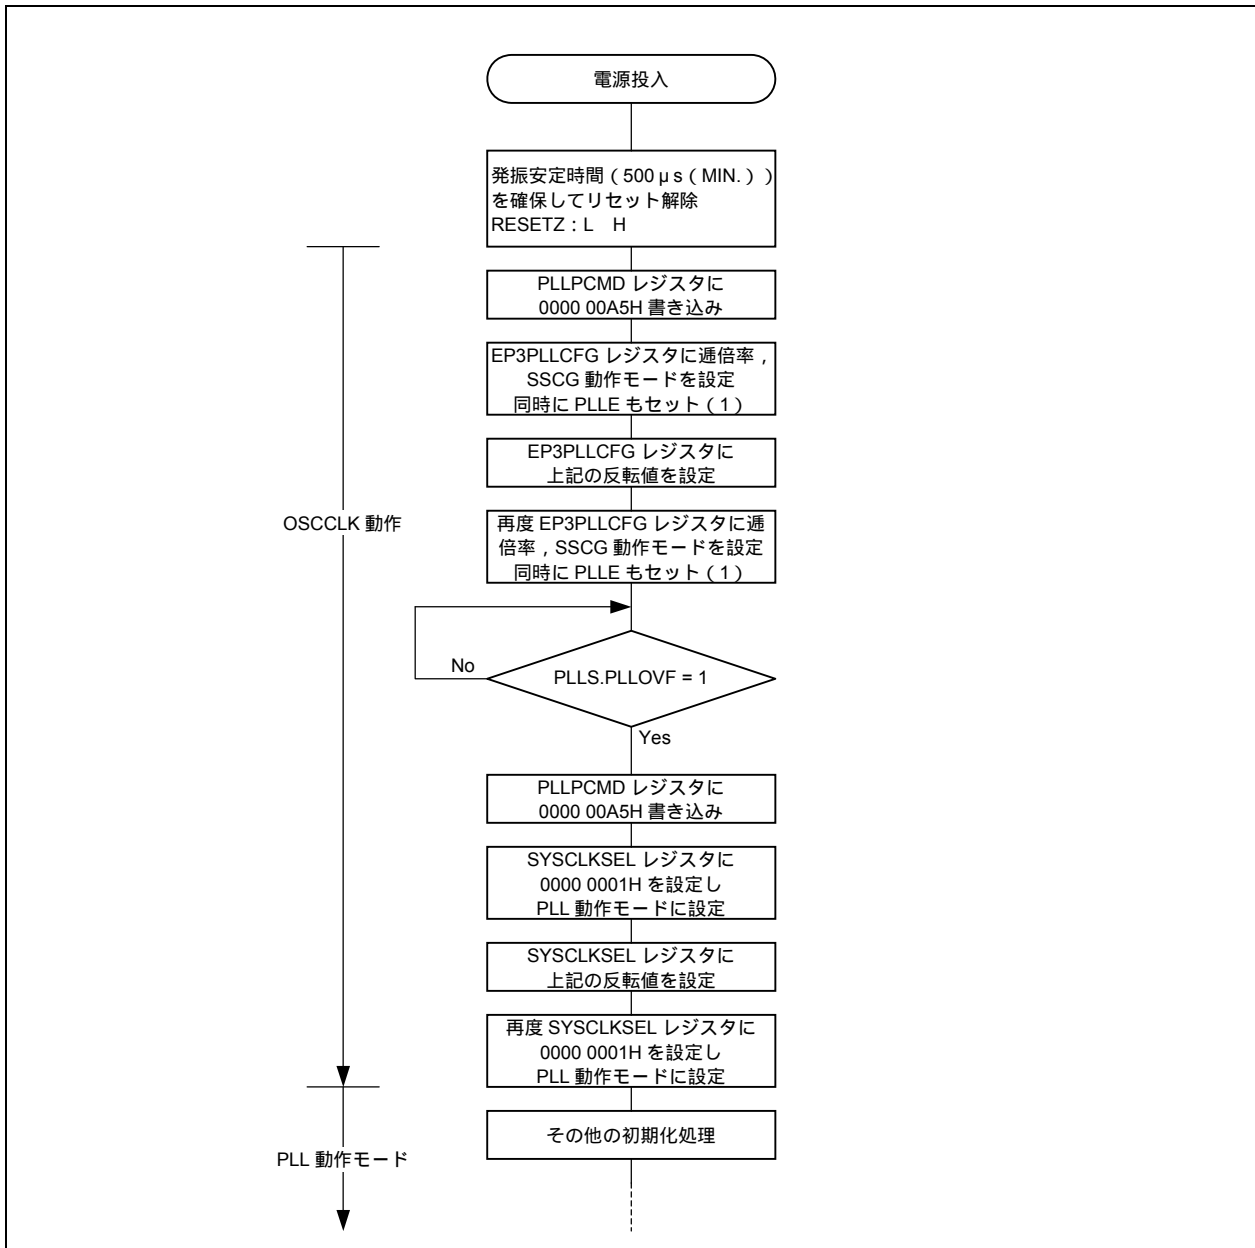 電源投入
発振安定時間（500 μs（MIN.））
を確保してリセット解除
RESETZ：L　H
PLLPCMD レジスタに
0000 00A5H 書き込み
EP3PLLCFG レジスタに逓倍率，
SSCG 動作モードを設定
同時に PLLE もセット（1）
EP3PLLCFG レジスタに
上記の反転値を設定
OSCCLK 動作
再度 EP3PLLCFG レジスタに逓
倍率，SSCG 動作モードを設定
同時に PLLE もセット（1）
No
PLLS.PLLOVF = 1
Yes
PLLPCMD レジスタに
0000 00A5H 書き込み
SYSCLKSEL レジスタに
0000 0001H を設定し
PLL 動作モードに設定
SYSCLKSEL レジスタに
上記の反転値を設定
再度 SYSCLKSEL レジスタに
0000 0001H を設定し
PLL 動作モードに設定
その他の初期化処理
PLL 動作モード